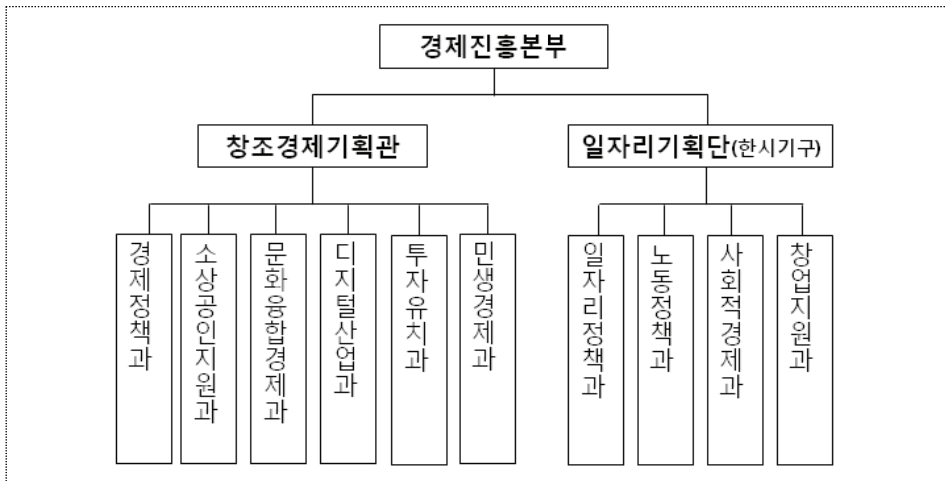 경제진흥본부
창조경제기획관
일자리기획단(한시기구)
경제정책과
소상공인지원과
문화융합경제과
디지털산업과
투자유치과
민생경제과
일자리정책과
노동정책과
사회적경제과
창업지원과